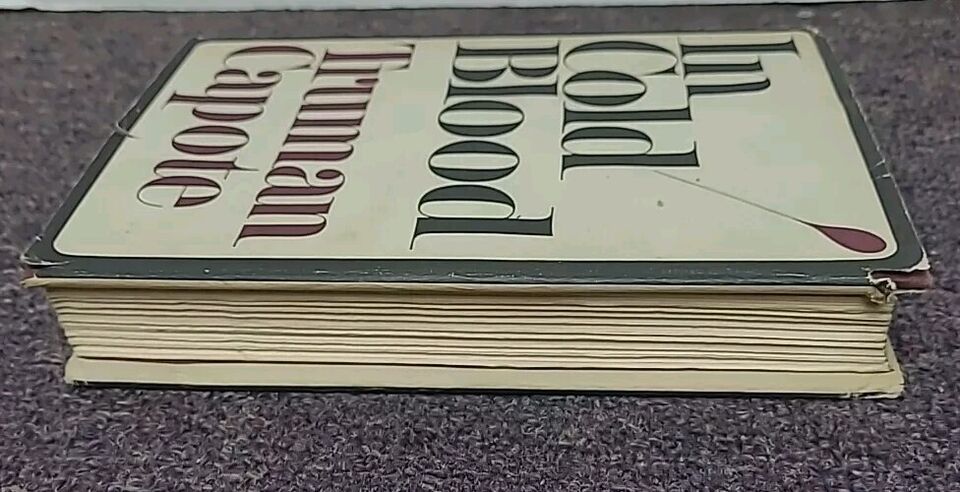 In
Cold
Blood
Truman
Capote